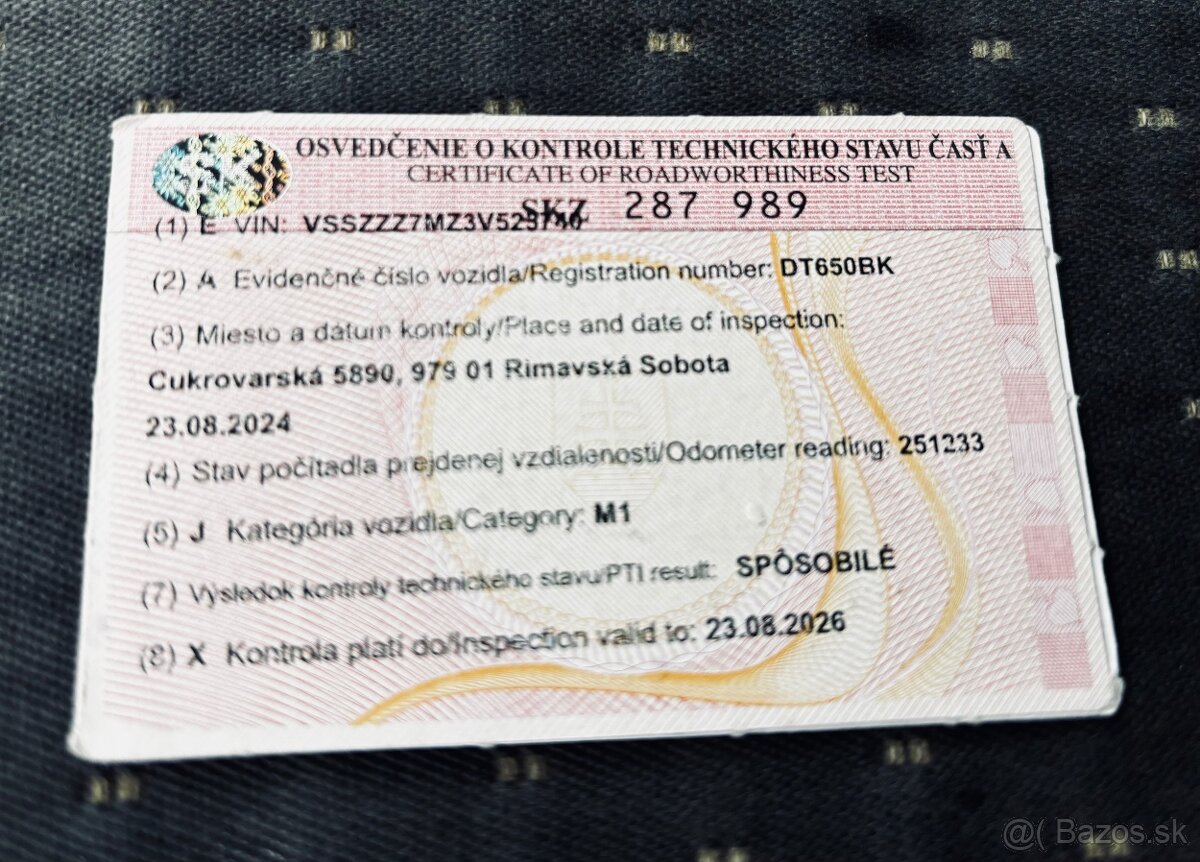 OSVEDČENIE O KONTROLE TECHNICKÉHO STAVU ČASŤ A
CERTIFICATE OF ROADWORTHINESS TEST
SKZ 287 989
(1) E VIN:
(2) A Evidenčné číslo vozidla/Registration number: DT650BK
(3) Miesto a dátum kontroly/Place and date of inspection:
Cukrovarská 5890, 979 01 Rimavská Sobota
23.08.2024
(4) Stav počítadla prejdenej vzdialenosti/Odometer reading: 251233
(5) J Kategória vozidla/Category: M1
(7) Výsledok kontroly technického stavu/PTI result: SPÔSOBILÉ
(8) X Kontrola platí do/Inspection valid to: 23.08.2026
@( Bazos.sk